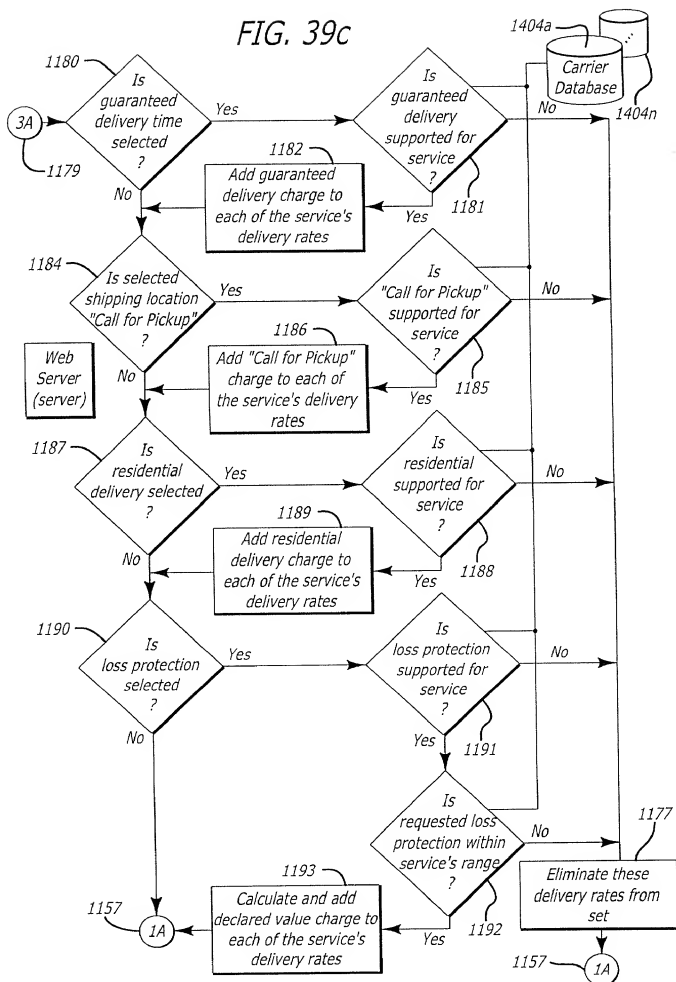 FIG. 39c
1404a
Carrier
Database
1404n
1180
Is
guaranteed
delivery time
selected
?
Yes
No
3A
1179
Is
guaranteed
delivery
supported for
service
?
No
Yes
1181
1182
Add guaranteed
delivery charge to
each of the service's
delivery rates
1184
Is selected
shipping location
"Call for Pickup"
?
Yes
No
Is
"Call for Pickup"
supported for
service
?
No
Yes
1185
1186
Add "Call for Pickup"
charge to each of
the service's delivery
rates
Web
Server
(server)
1187
Is
residential
delivery selected
?
Yes
No
Is
residential
supported for
service
?
No
Yes
1188
1189
Add residential
delivery charge to
each of the service's
delivery rates
1190
Is
loss protection
selected
?
Yes
No
Is
loss protection
supported for
service
?
No
Yes
1191
Is
requested loss
protection within
service's range
?
No
Yes
1192
1193
Calculate and add
declared value charge to
each of the service's
delivery rates
1157
1A
1177
Eliminate these
delivery rates from
set
1157
1A